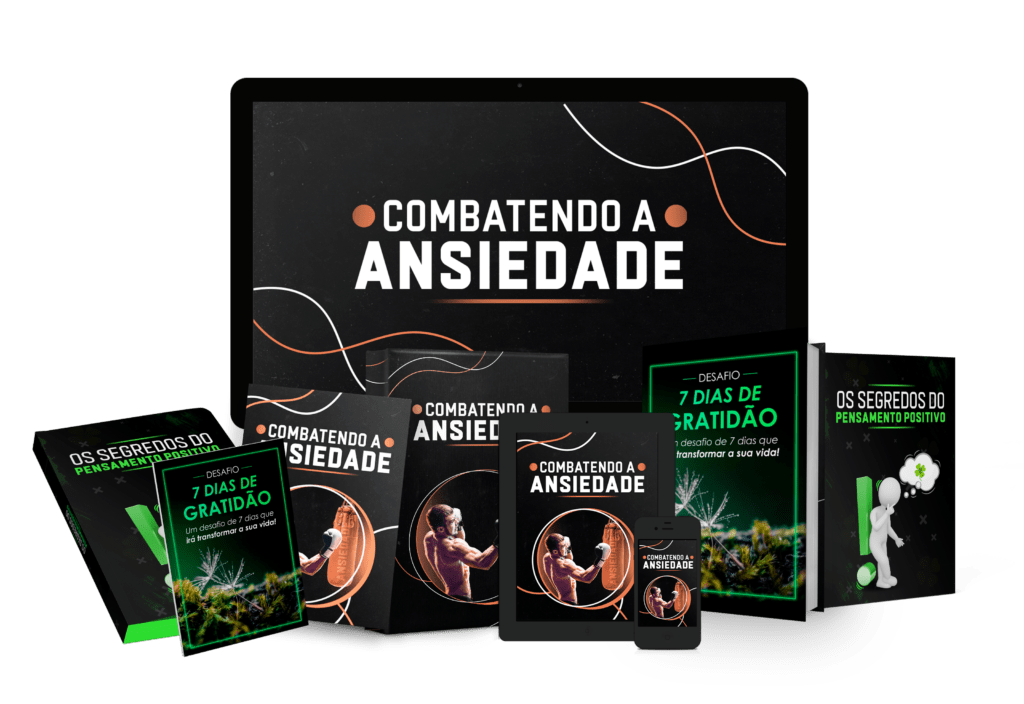 COMBATENDO A
ANSIEDADE
OS SEGREDOS DO
PENSAMENTO POSITIVO
DESAFIO
7 DIAS DE
GRATIDÃO
Um desafio de 7 dias que
irá transformar a sua vida!
COMBATENDO A
ANSIEDADE
ANSIEDADE
COMBATENDO A
COMBATENDO A
ANSIEDADE
COMBATENDO A
ANSIEDADE
DESAFIO
7 DIAS DE
GRATIDÃO
desafio de 7 dias que
transformar a sua vida!
OS SEGREDOS DO
PENSAMENTO POSITIVO